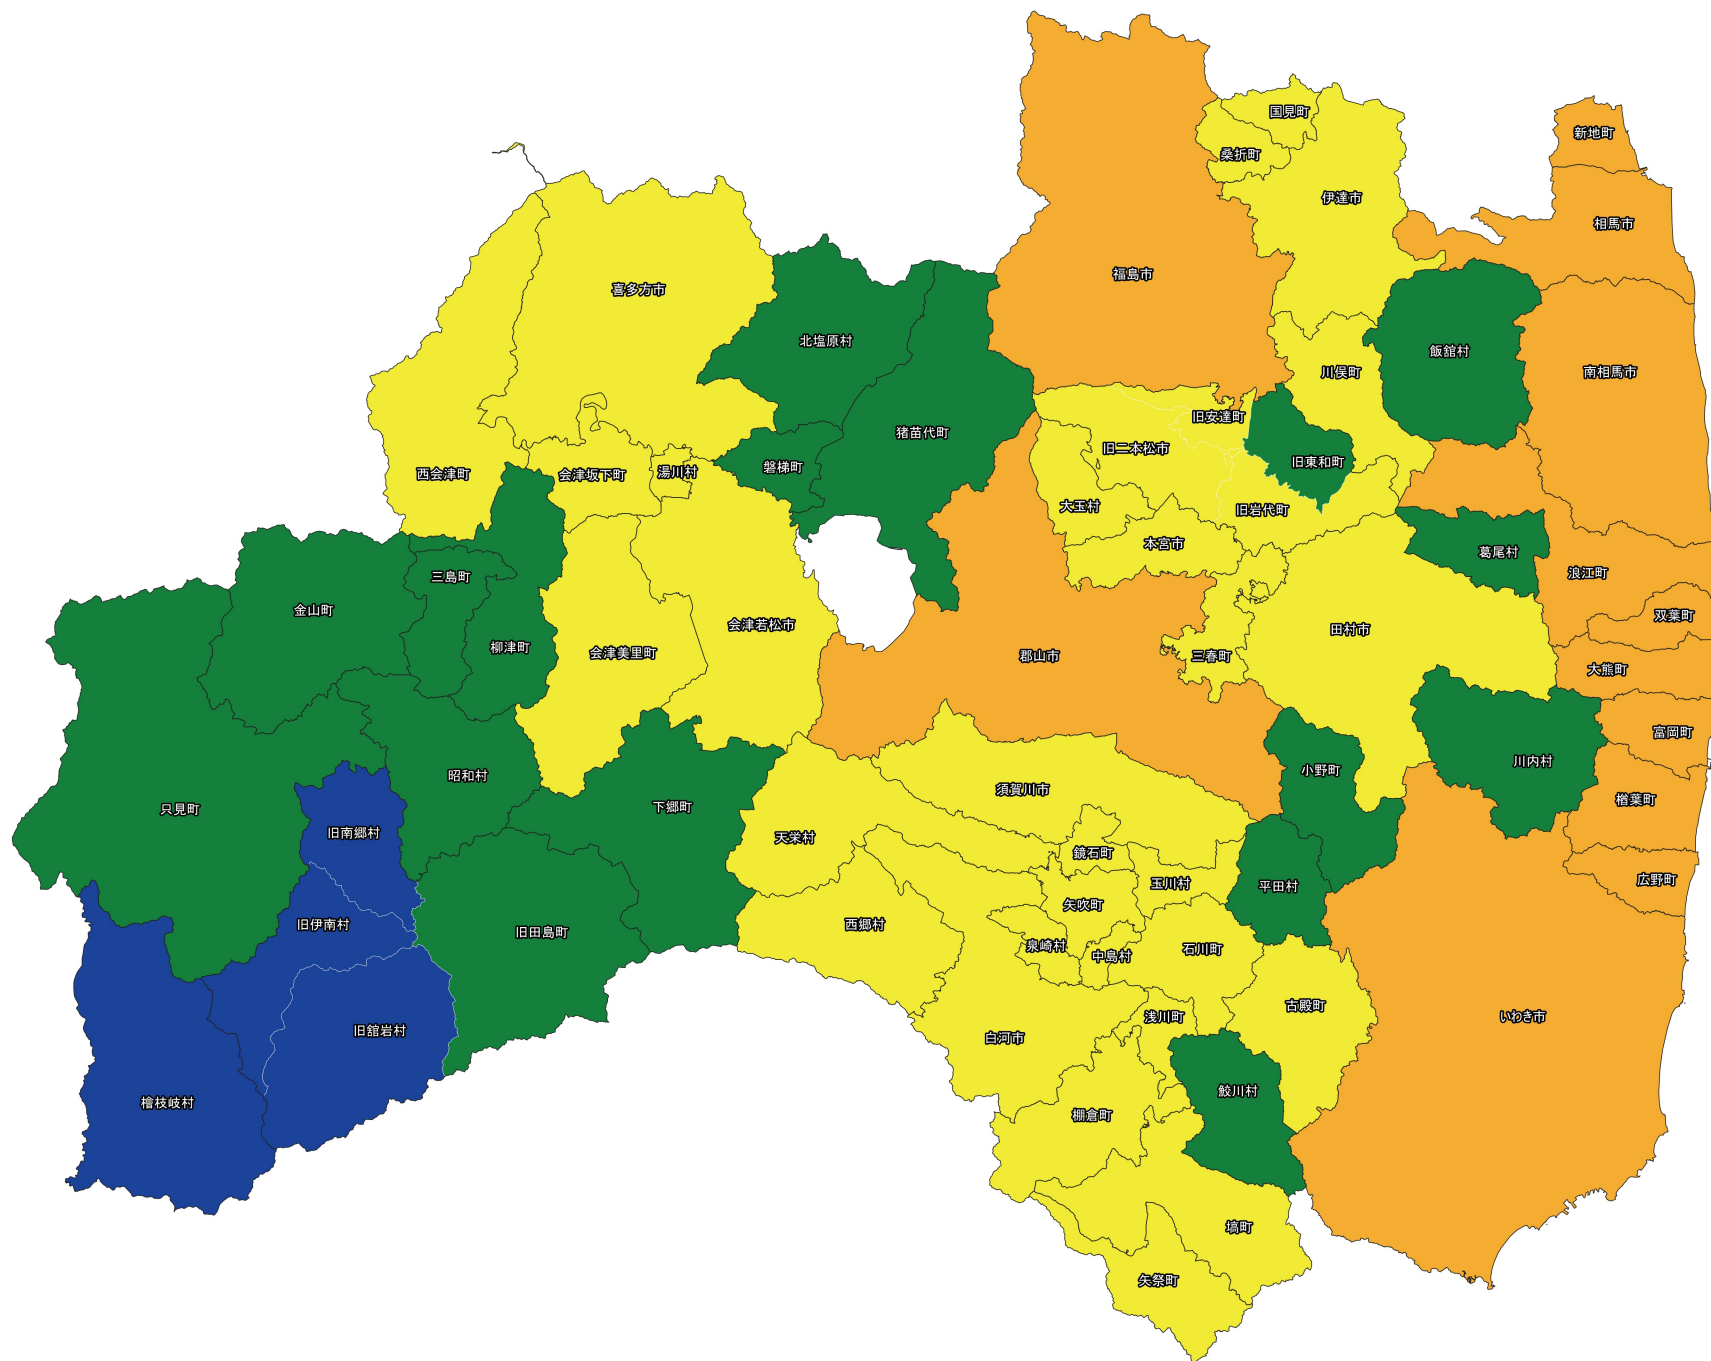 国見町
新地町
桑折町
伊達市
相馬市
福島市
喜多方市
北塩原村
飯舘村
川俣町
南相馬市
旧安達町
猪苗代町
旧二本松市
旧東和町
磐梯町
湯川村
会津坂下町
西会津町
大玉村
旧岩代町
本宮市
葛尾村
浪江町
三島町
金山町
双葉町
会津若松市
田村市
柳津町
会津美里町
郡山市
三春町
大熊町
富岡町
川内村
小野町
昭和村
須賀川市
楢葉町
下郷町
只見町
旧南郷村
天栄村
鏡石町
広野町
玉川村
平田村
矢吹町
旧伊南村
西郷村
旧田島町
泉崎村
石川町
中島村
古殿町
浅川町
いわき市
旧舘岩村
白河市
鮫川村
檜枝岐村
棚倉町
塙町
矢祭町